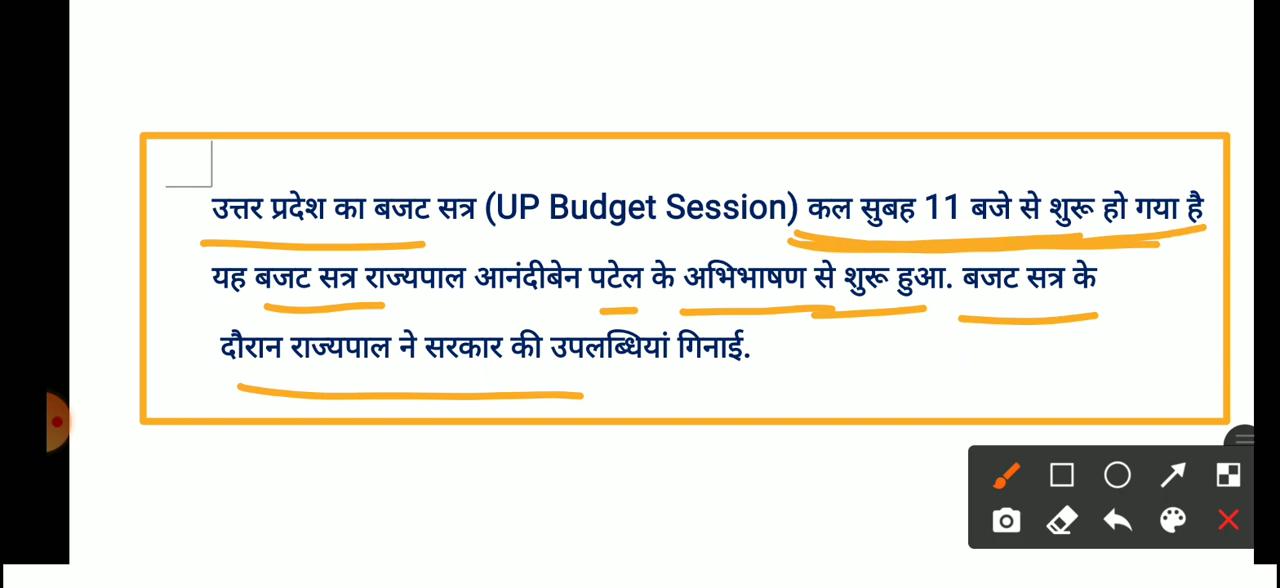 उत्तर प्रदेश का बजट सत्र (UP Budget Session) कल सुबह 11 बजे से शुरू हो गया है
यह बजट सत्र राज्यपाल आनंदीबेन पटेल के अभिभाषण से शुरू हुआ. बजट सत्र के
दौरान राज्यपाल ने सरकार की उपलब्धियां गिनाई.